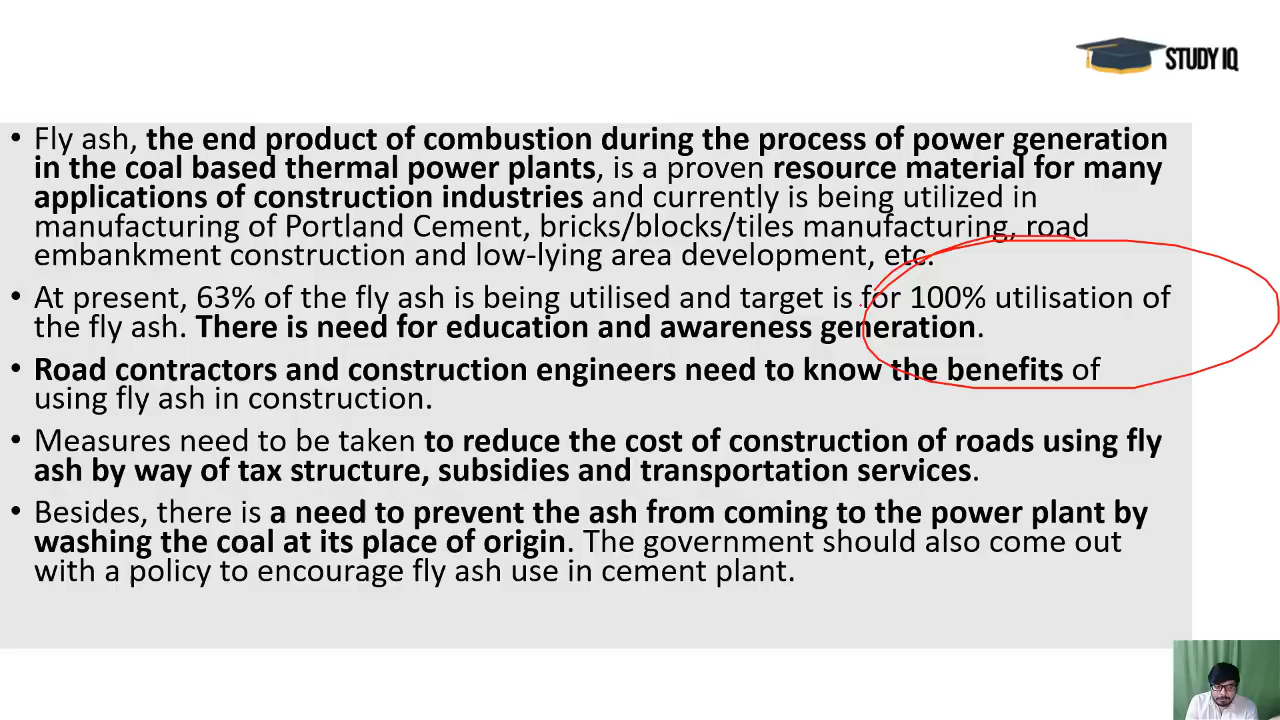 STUDY IQ
• Fly ash, the end product of combustion during the process of power generation
in the coal based thermal power plants, is a proven resource material for many
applications of construction industries and currently is being utilized in
manufacturing of Portland Cement, bricks/blocks/tiles manufacturing, road
embankment construction and low-lying area development, etc.
• At present, 63% of the fly ash is being utilised and target is for 100% utilisation of
the fly ash. There is need for education and awareness generation.
• Road contractors and construction engineers need to know the benefits of
using fly ash in construction.
• Measures need to be taken to reduce the cost of construction of roads using fly
ash by way of tax structure, subsidies and transportation services.
• Besides, there is a need to prevent the ash from coming to the power plant by
washing the coal at its place of origin. The government should also come out
with a policy to encourage fly ash use in cement plant.